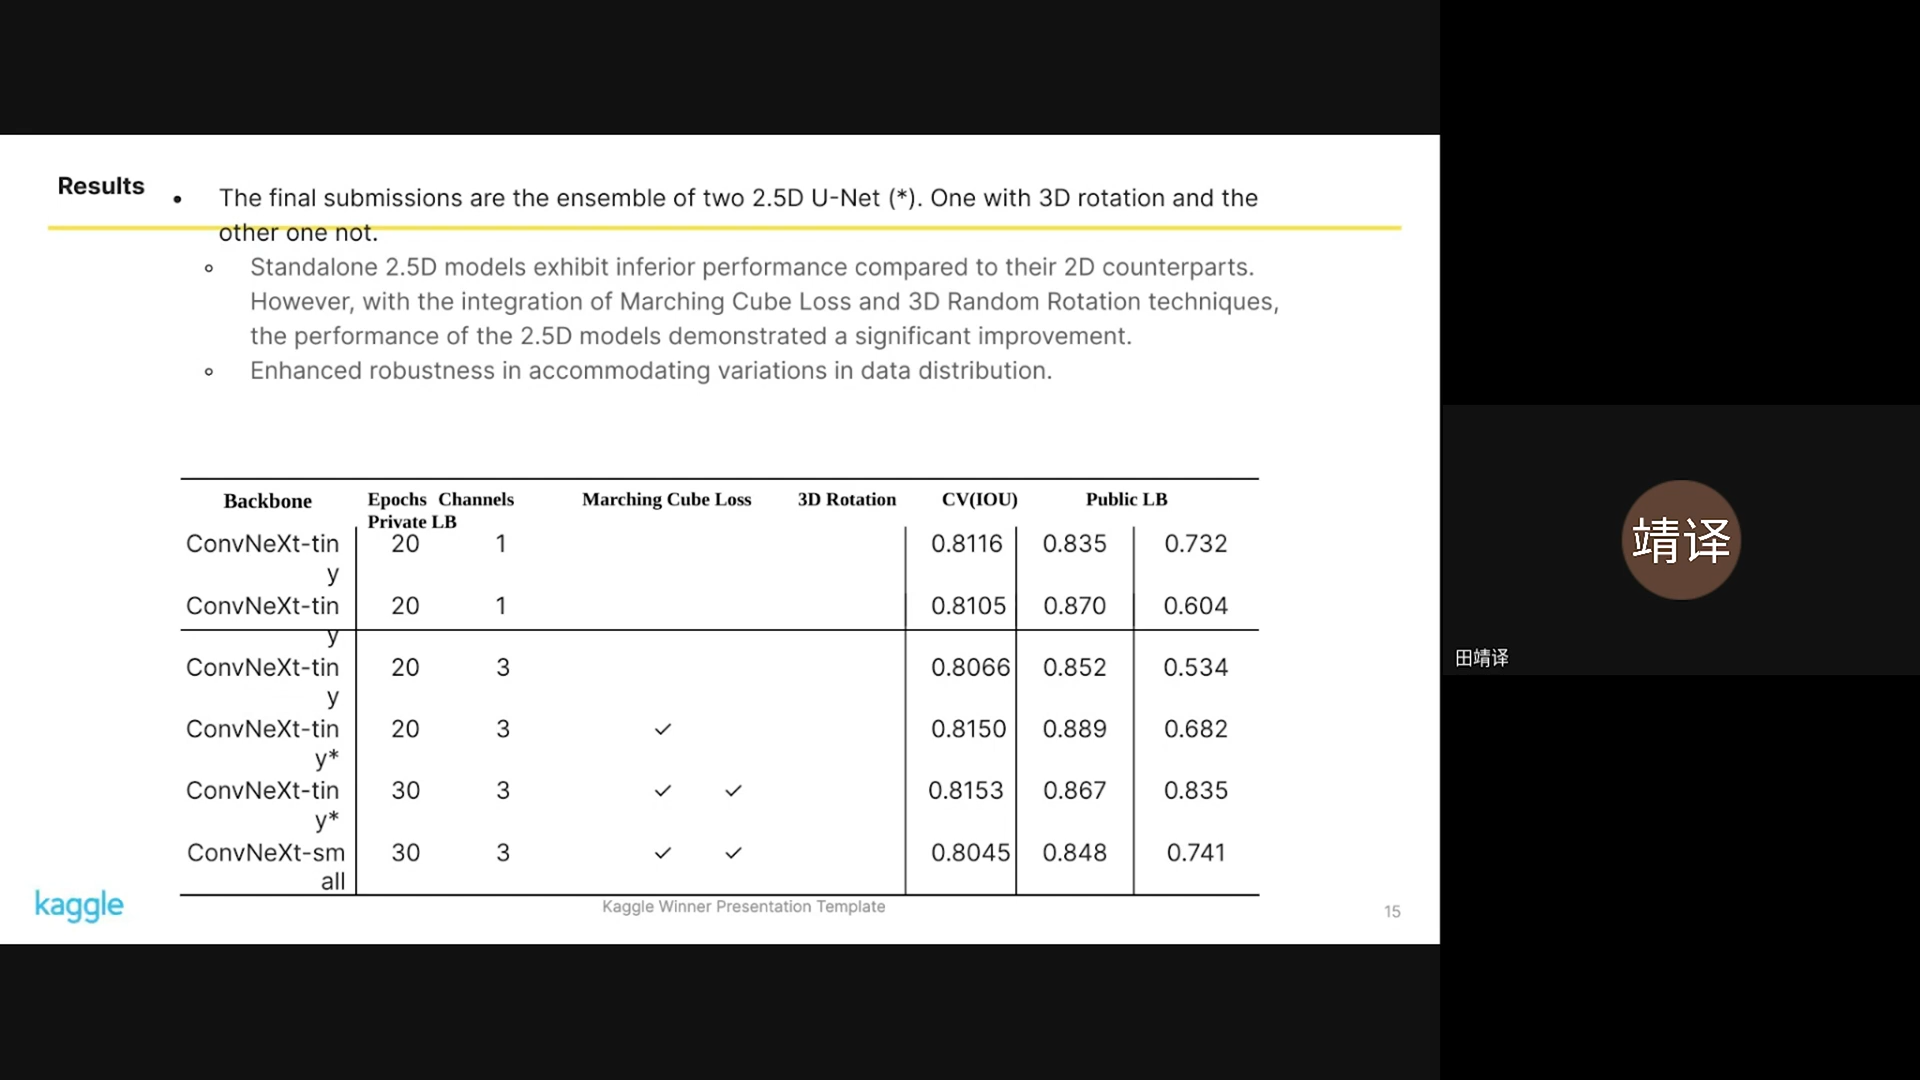 Results
• The final submissions are the ensemble of two 2.5D U-Net (*). One with 3D rotation and the
other one not.
∘ Standalone 2.5D models exhibit inferior performance compared to their 2D counterparts.
However, with the integration of Marching Cube Loss and 3D Random Rotation techniques,
the performance of the 2.5D models demonstrated a significant improvement.
∘ Enhanced robustness in accommodating variations in data distribution.
Backbone Epochs Channels Marching Cube Loss 3D Rotation CV(IOU) Public LB
Private LB
ConvNeXt-tin 20 1 0.8116 0.835 0.732
y
ConvNeXt-tin 20 1 0.8105 0.870 0.604
y
ConvNeXt-tin 20 3 0.8066 0.852 0.534
y
ConvNeXt-tin 20 3 ✓ 0.8150 0.889 0.682
y*
ConvNeXt-tin 30 3 ✓ ✓ 0.8153 0.867 0.835
y*
ConvNeXt-sm 30 3 ✓ ✓ 0.8045 0.848 0.741
all
kaggle
Kaggle Winner Presentation Template
15
靖译
田靖译